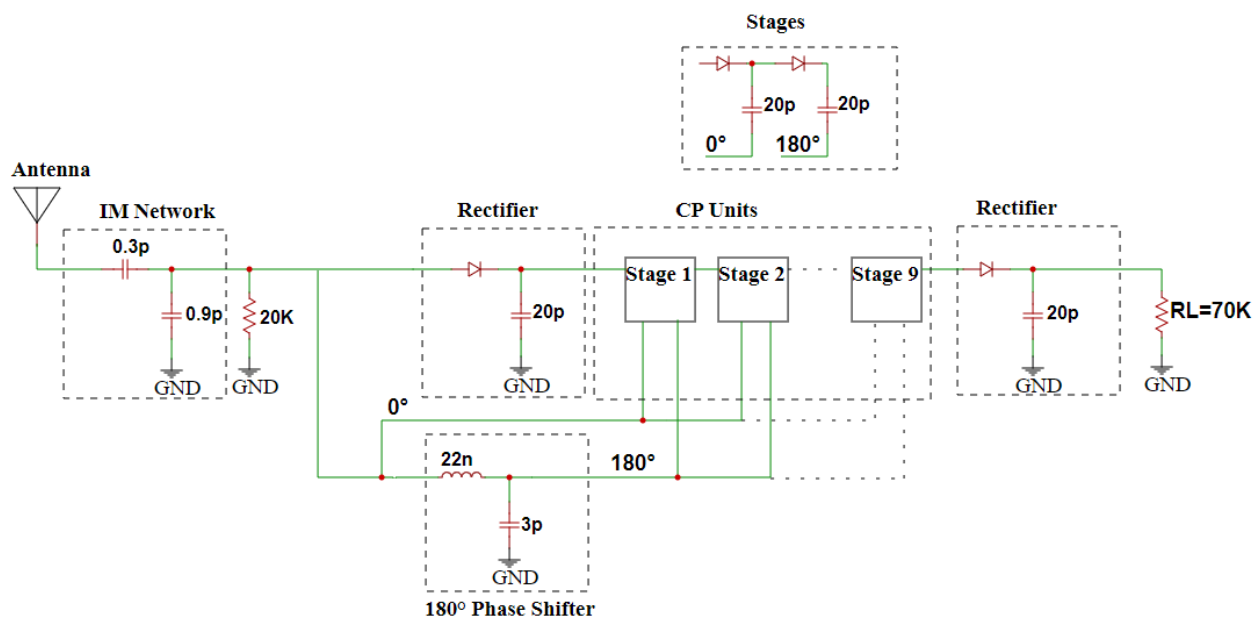 Stages
20p
20p
0°
180°
Antenna
IM Network
Rectifier
CP Units
Rectifier
0.3p
Stage 1
Stage 2
Stage 9
0.9p
20K
20p
20p
RL=70K
GND
GND
GND
GND
GND
0°
22n
180°
3p
GND
180° Phase Shifter